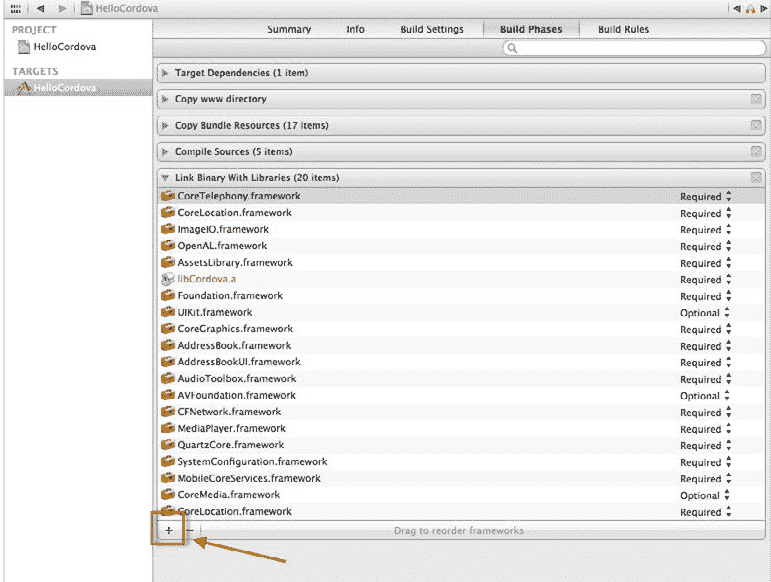 HelloCordova
PROJECT
HelloCordova
TARGETS
HelloCordova
Summary Info Build Settings Build Phases Build Rules
Target Dependencies (1 item)
Copy www directory
Copy Bundle Resources (17 items)
Compile Sources (5 items)
Link Binary With Libraries (20 items)
CoreTelephony.framework Required
CoreLocation.framework Required
ImageIO.framework Required
OpenAL.framework Required
AssetsLibrary.framework Required
libCordova.a Required
Foundation.framework Required
UIKit.framework Optional
CoreGraphics.framework Required
AddressBook.framework Required
AddressBookUI.framework Required
AudioToolbox.framework Required
AVFoundation.framework Optional
CFNetwork.framework Required
MediaPlayer.framework Required
QuartzCore.framework Required
SystemConfiguration.framework Required
MobileCoreServices.framework Required
CoreMedia.framework Optional
CoreLocation.framework Required
+ − Drag to reorder frameworks